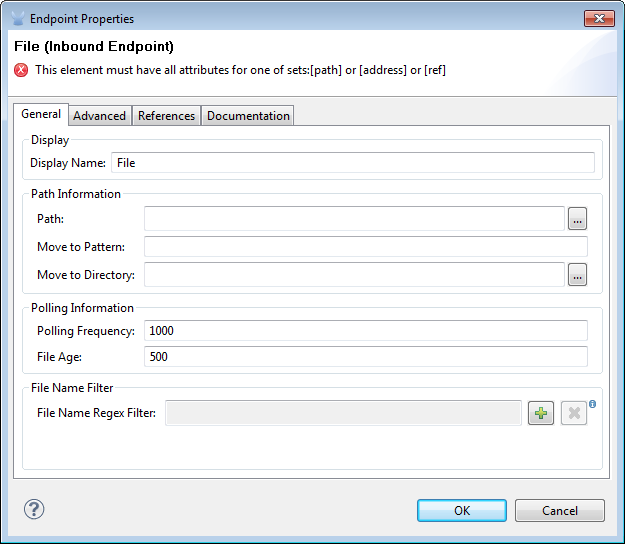 Endpoint Properties
File (Inbound Endpoint)
This element must have all attributes for one of sets:[path] or [address] or [ref]
General Advanced References Documentation
Display
Display Name: File
Path Information
Path: ...
Move to Pattern:
Move to Directory: ...
Polling Information
Polling Frequency: 1000
File Age: 500
File Name Filter
File Name Regex Filter:
OK Cancel